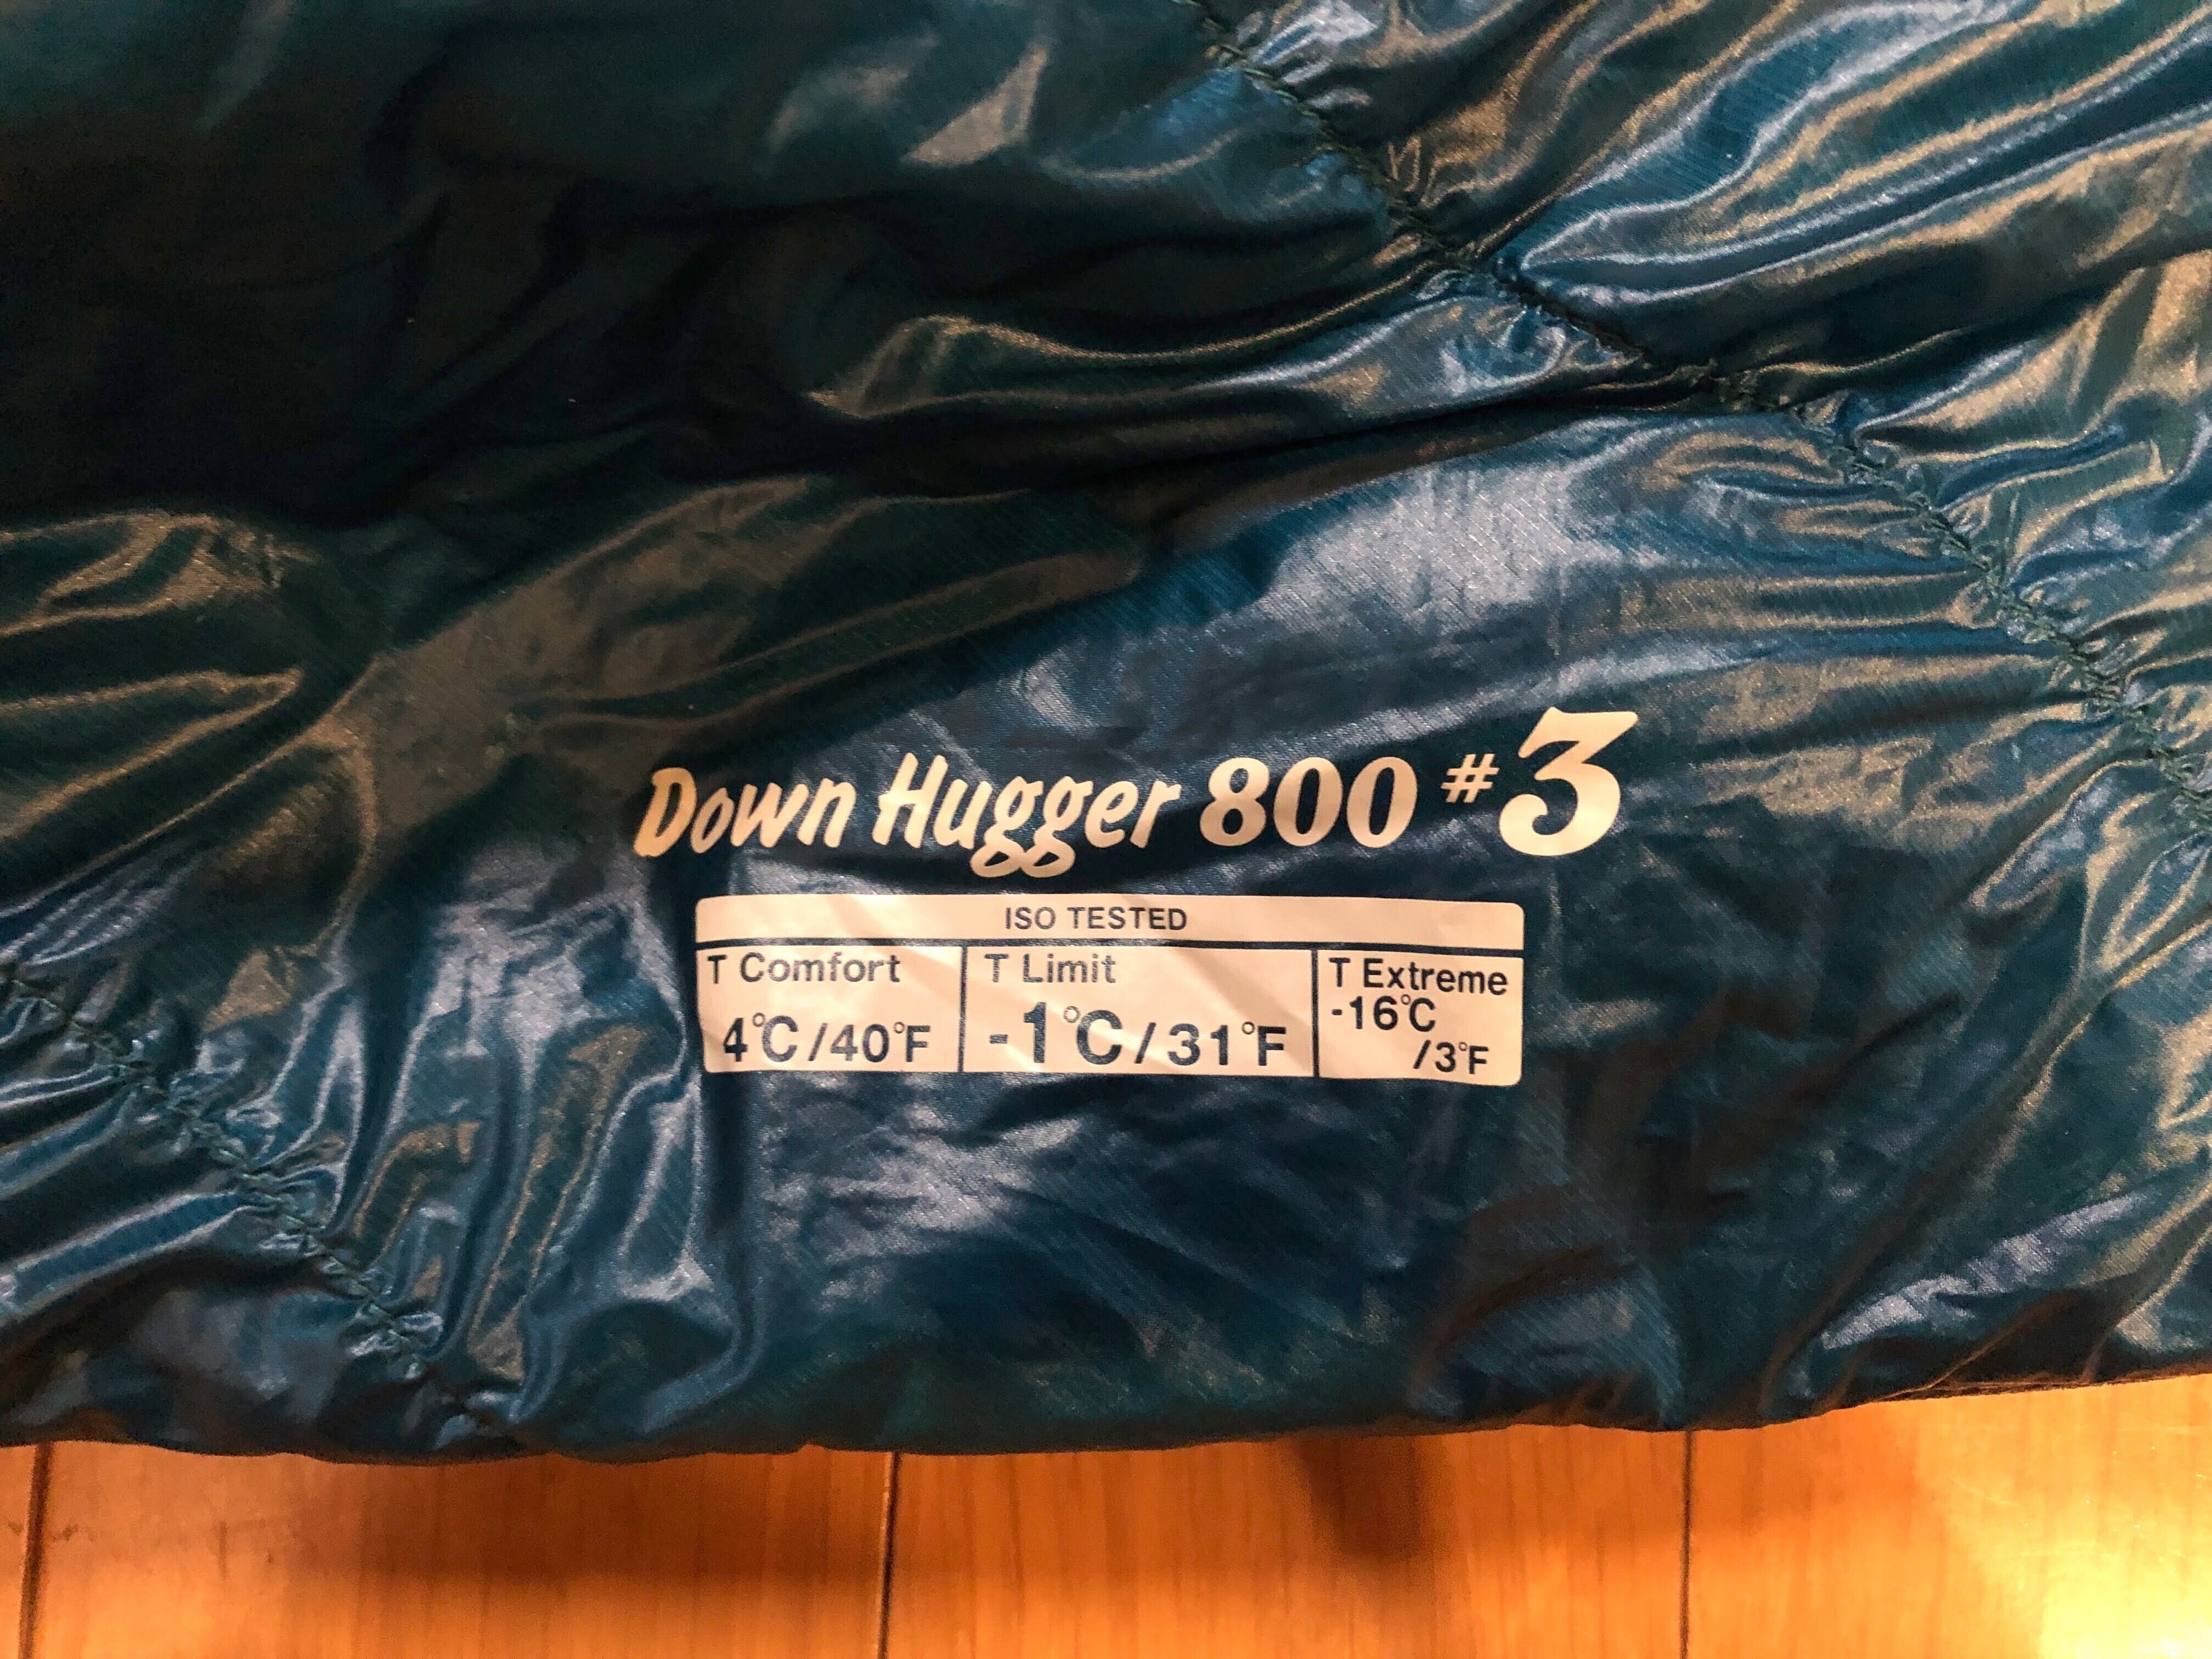 Down Hugger 800 #3
ISO TESTED
T Comfort
4°C/40°F
T Limit
-1°C/31°F
T Extreme
-16°C
/3°F